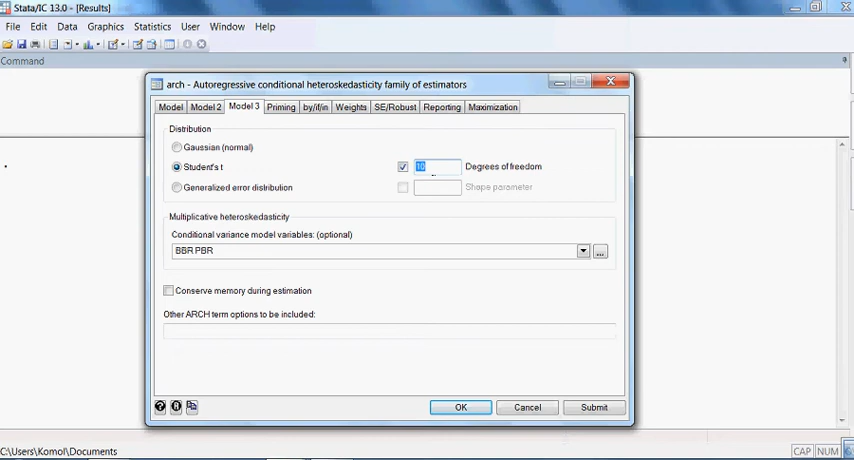 Stata/IC 13.0 - [Results]
File Edit Data Graphics Statistics User Window Help
Command
arch - Autoregressive conditional heteroskedasticity family of estimators
Model Model 2 Model 3 Priming by/if/in Weights SE/Robust Reporting Maximization
Distribution
Gaussian (normal)
Student's t 10 Degrees of freedom
Generalized error distribution Shape parameter
Multiplicative heteroskedasticity
Conditional variance model variables: (optional)
BBR PBR
...
Conserve memory during estimation
Other ARCH term options to be included:
OK Cancel Submit
C:\Users\Komol\Documents CAP NUM